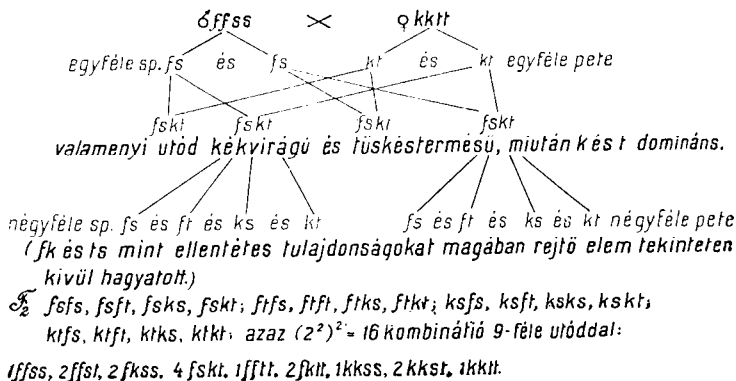 ♂ffss × ♀kktt
egyféle sp. fs és fs kt és kt egyféle pete
fskt fskt fskt fskt
valamenyi utód kékvirágú és tüskéstermésű, miután k és t domináns.
négyféle sp. fs és ft és ks és kt fs és ft és ks és kt négyféle pete
(fk és ts mint ellentétes tulajdonságokat magában rejtő elem tekinteten
kivül hagyatott.)
F2 fsfs, fsft, fsks, fskt; ftfs, ftft, ftks, ftkt; ksfs, ksft, ksks, kskt;
ktfs, ktft, ktks, ktkt; azaz (2²)² = 16 kombináfió 9-féle utóddal:
1ffss, 2ffst, 2fkss. 4 fskt. 1fftt. 2fktt. 1kkss, 2kkst. 1kktt.